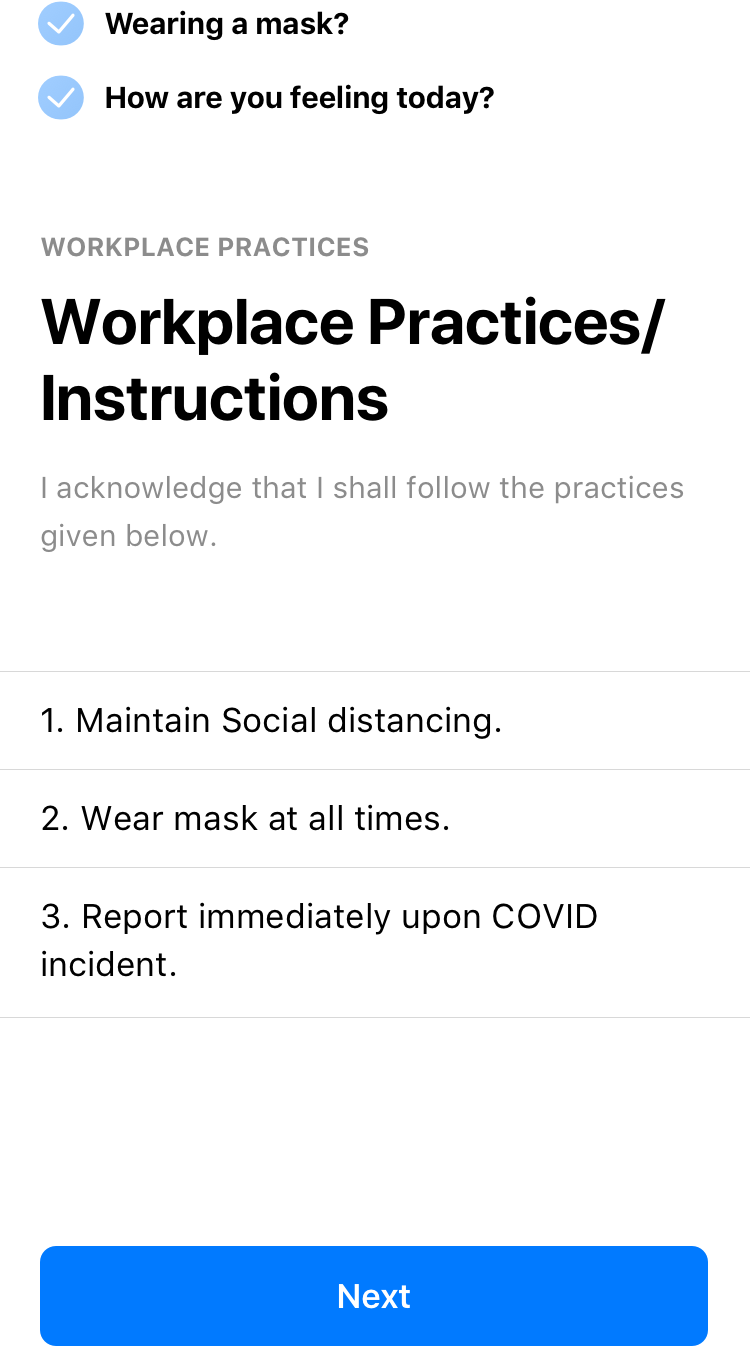 Wearing a mask?
How are you feeling today?
WORKPLACE PRACTICES
Workplace Practices/
Instructions
I acknowledge that I shall follow the practices
given below.
1. Maintain Social distancing.
2. Wear mask at all times.
3. Report immediately upon COVID
incident.
Next